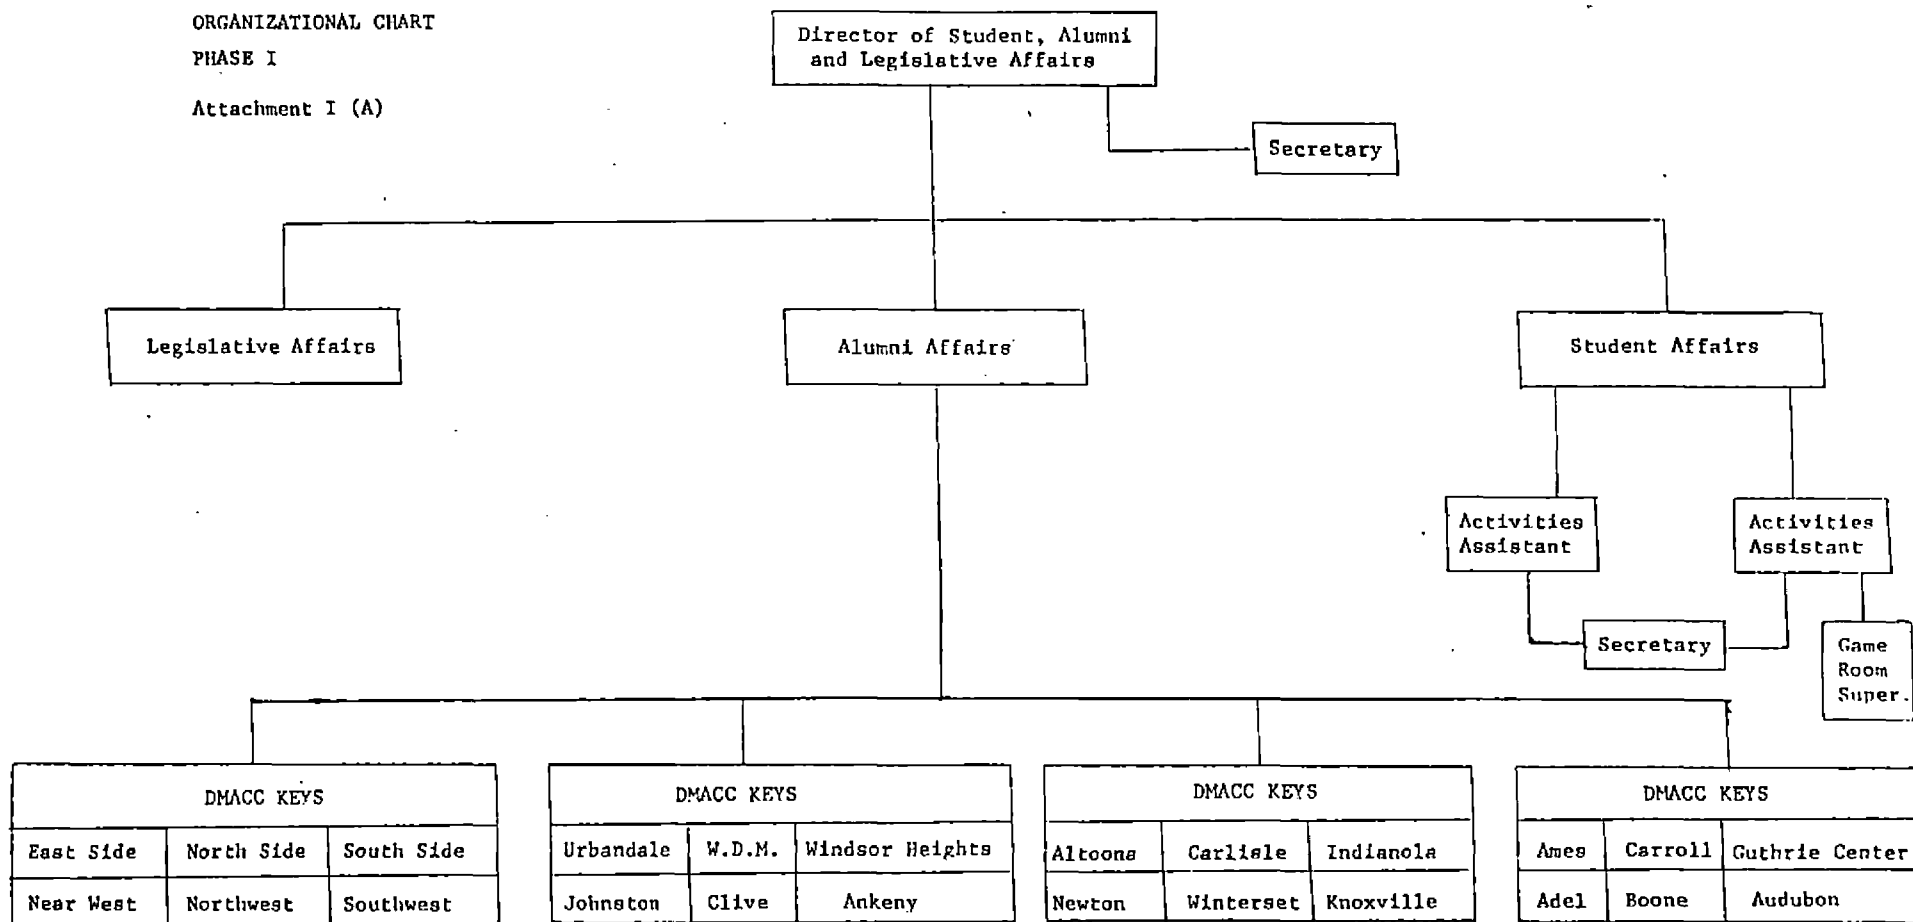 ORGANIZATIONAL CHART
PHASE I
Attachment I (A)
Director of Student, Alumni
and Legislative Affairs
Secretary
Legislative Affairs
Alumni Affairs
Student Affairs
Activities
Assistant
Activities
Assistant
Secretary
Game
Room
Super.
DMACC KEYS
East Side North Side South Side
Near West Northwest Southwest
DMACC KEYS
Urbandale W.D.M. Windsor Heights
Johnston Clive Ankeny
DMACC KEYS
Altoona Carlisle Indianola
Newton Winterset Knoxville
DMACC KEYS
Ames Carroll Guthrie Center
Adel Boone Audubon